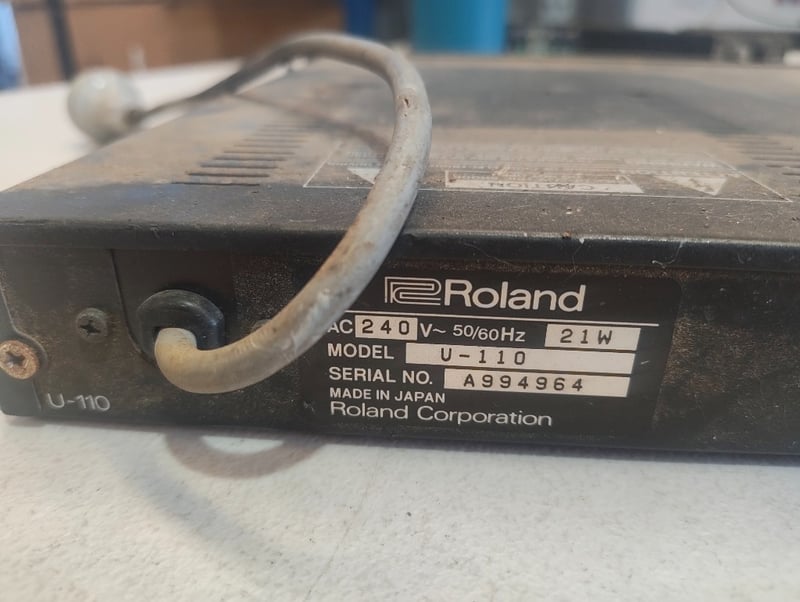 CAUTION
Roland
AC 240 V~ 50/60Hz 21W
MODEL U-110
SERIAL NO. A994964
MADE IN JAPAN
Roland Corporation
U-110